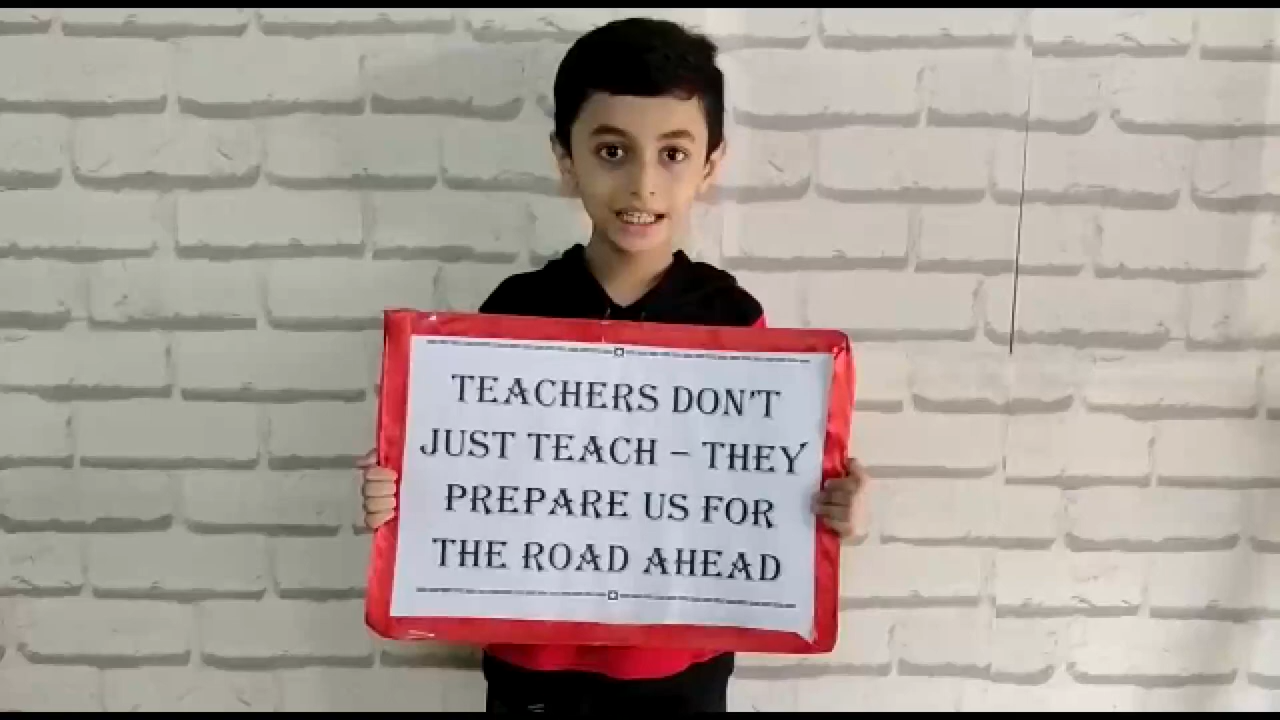 TEACHERS DON'T
JUST TEACH – THEY
PREPARE US FOR
THE ROAD AHEAD